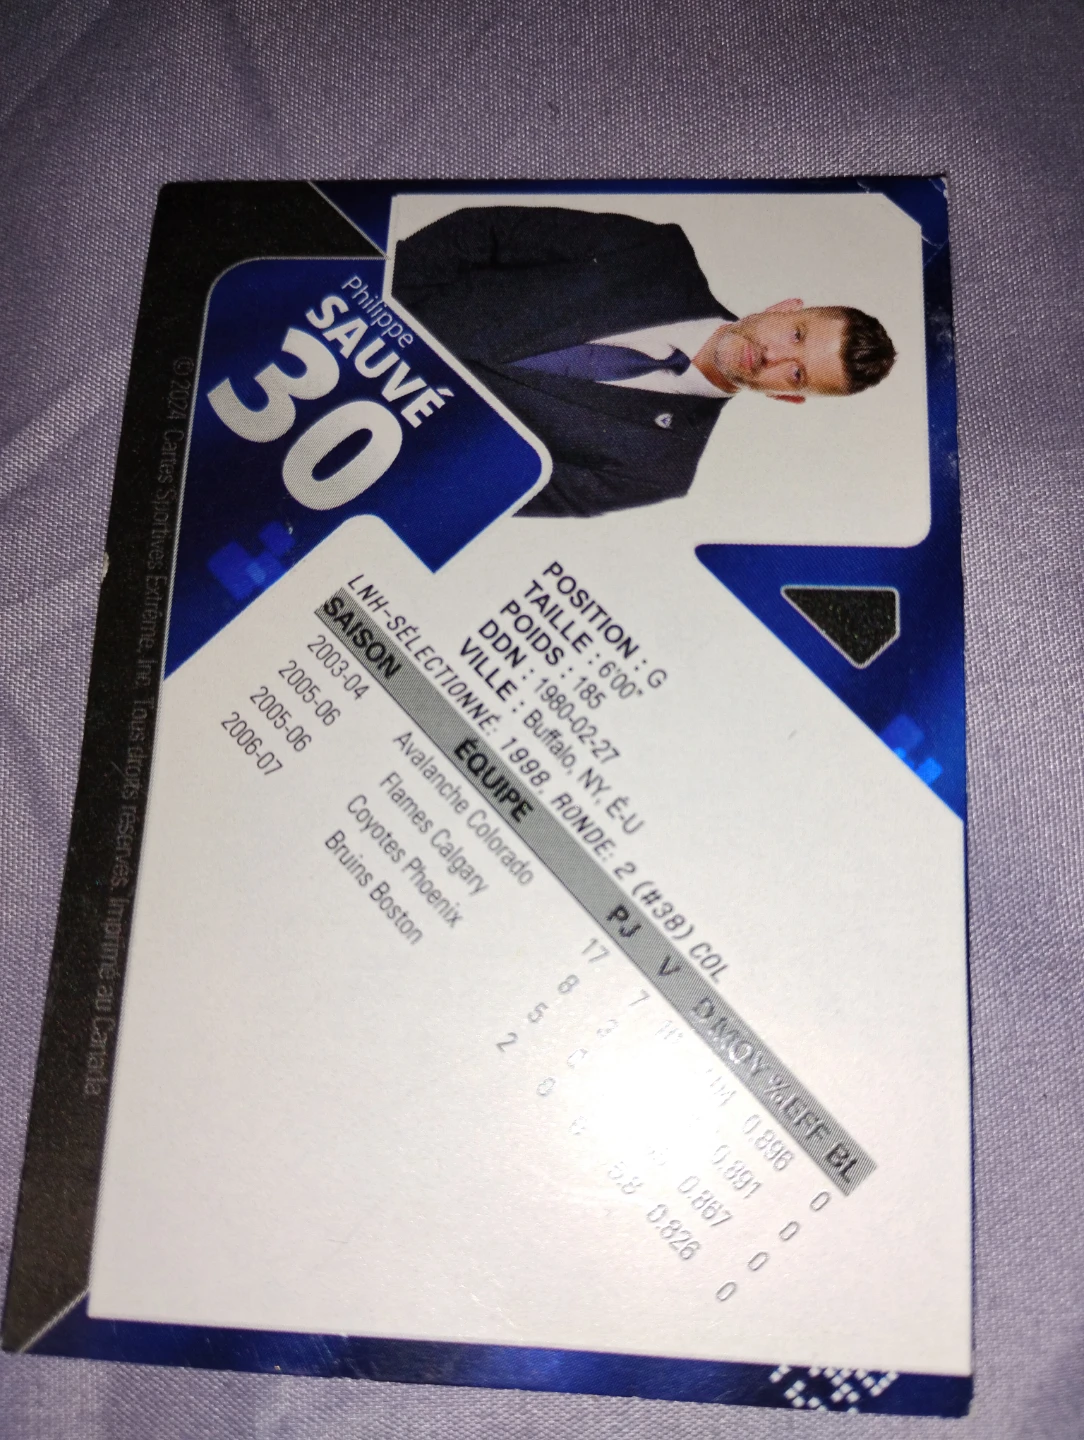 Philippe
SAUVÉ
30
POSITION : G
TAILLE : 6'00"
POIDS : 185
DDN : 1980-02-27
VILLE : Buffalo, NY, É-U
LNH-SÉLECTIONNÉ: 1998, RONDE: 2 (#38) COL
SAISON ÉQUIPE PJ V D MOY %EFF BL
2003-04 Avalanche Colorado 17 7 0.896 0
2005-06 Flames Calgary 8 3 0.891 0
2005-06 Coyotes Phoenix 5 0.867 0
2006-07 Bruins Boston 2 0 5.8 0.826 0
© 2024 Cartes Sportives Extrême, Inc. Tous droits réservés. Imprimé au Canada